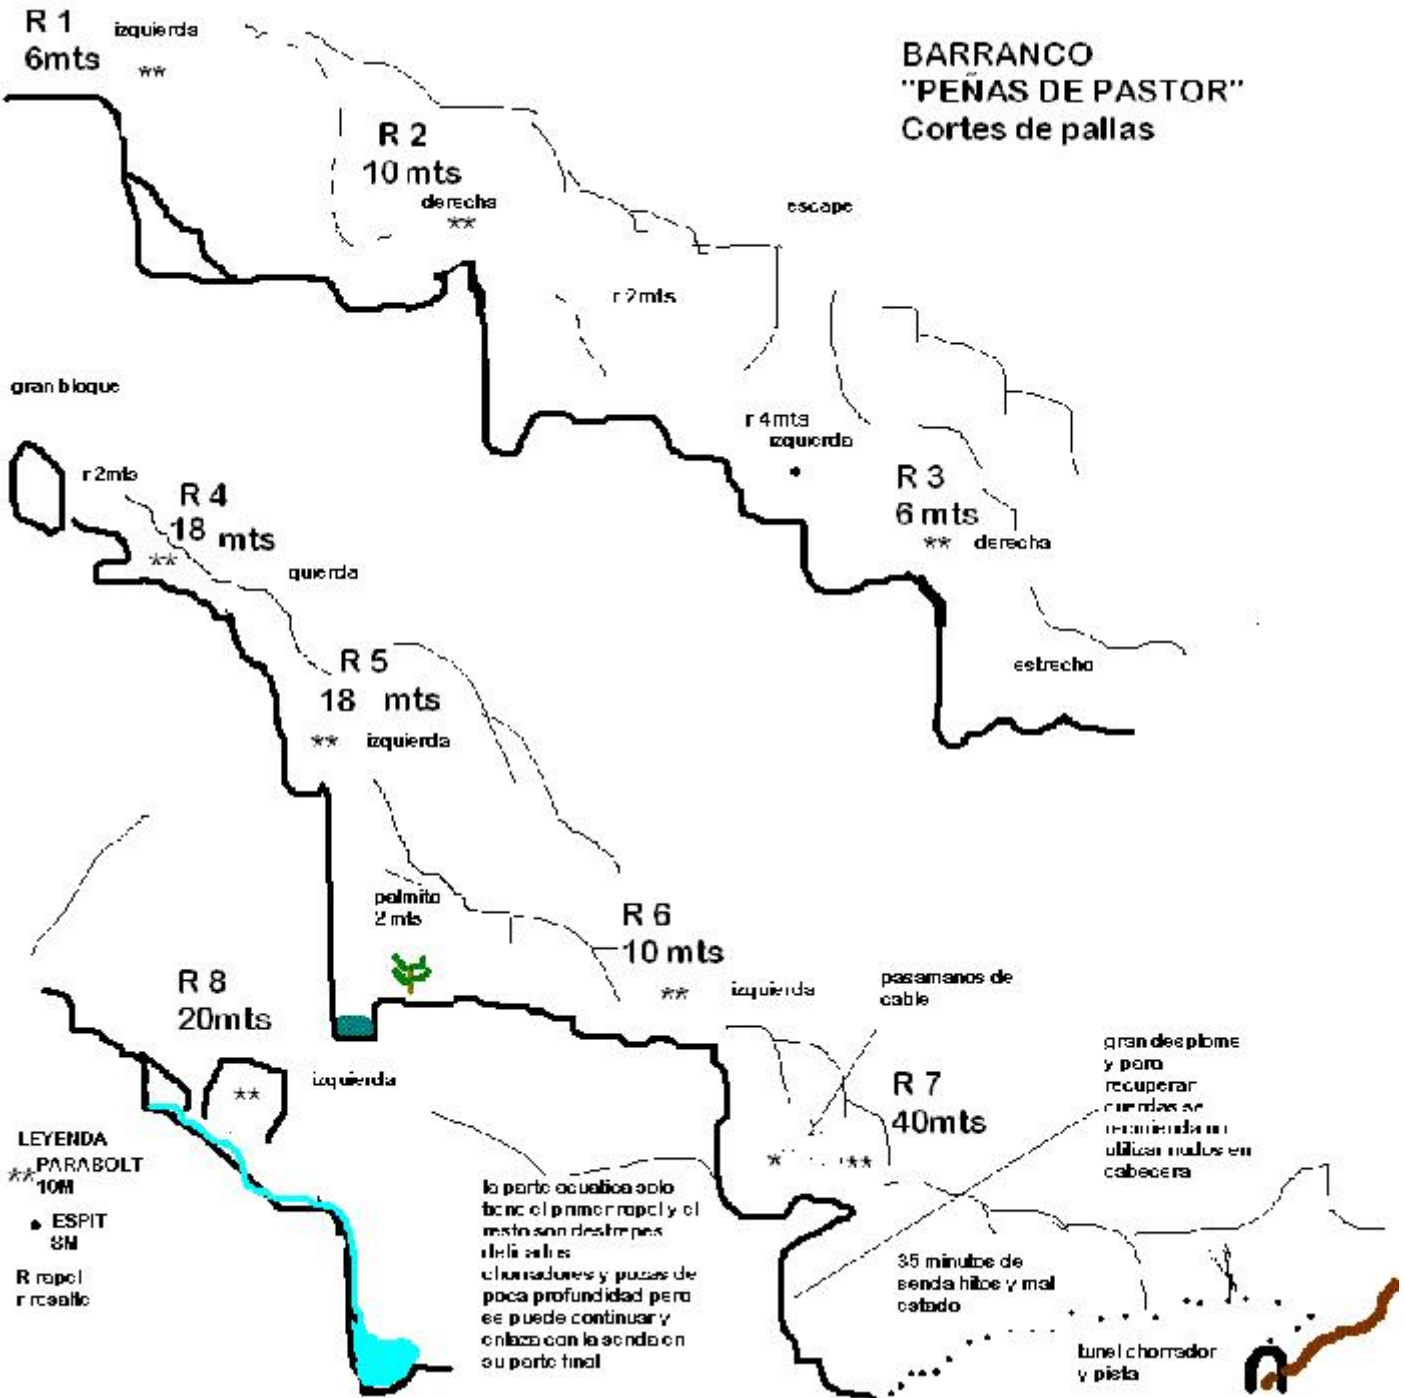 R 1
6mts
izquierda
**
BARRANCO
"PEÑAS DE PASTOR"
Cortes de pallas
R 2
10 mts
derecha
**
r 2mts
escape
r 4mts
izquierda
R 3
6 mts
** derecha
estrecho
gran bloque
r 2mts
R 4
18 mts
**
quierda
R 5
18 mts
** izquierda
palmito
2 mts
R 6
10 mts
** izquierda
pasamanos de
cable
R 7
40mts
* **
gran desplome
y para
recuperar
cuerdas se
recomienda no
utilizar nudos en
cabecera
35 minutos de
senda hitos y mal
estado
tunel chorrador
y pista
R 8
20mts
**
izquierda
la parte acuatica solo
tiene el primer rapel y el
resto son destrepes
delicados
chorradores y pozas de
poca profundidad pero
se puede continuar y
enlaza con la senda en
su parte final
LEYENDA
** PARABOLT
10M
• ESPIT
8M
R rapel
r resalte